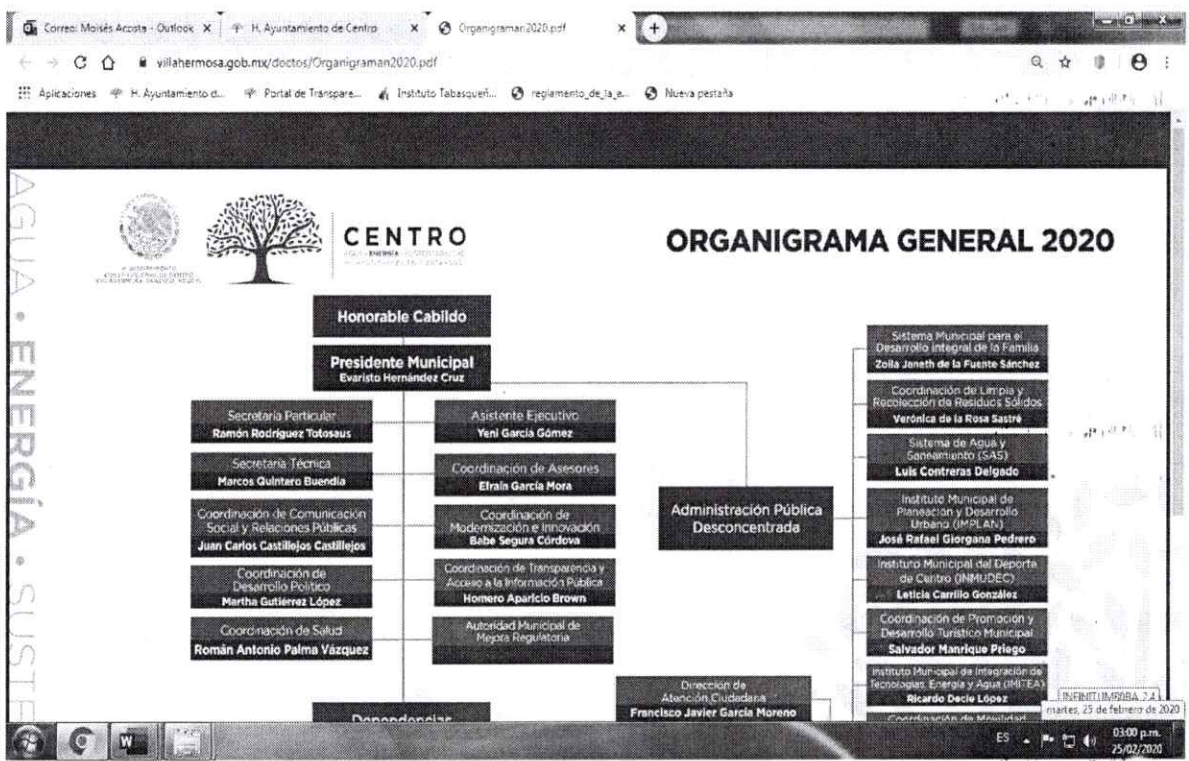 Correo: Moisés Acosta - Outlook
H. Ayuntamiento de Centro
Organigraman2020.pdf
villahermosa.gob.mx/doctos/Organigraman2020.pdf
Aplicaciones
H. Ayuntamiento d...
Portal de Transpare...
Instituto Tabasqueñ...
reglamento_de_la_a...
Nueva pestaña
AGUA • ENERGÍA • SUSTE
CENTRO
ORGANIGRAMA GENERAL 2020
Honorable Cabildo
Presidente Municipal
Evaristo Hernández Cruz
Secretaría Particular
Ramón Rodríguez Totosaus
Asistente Ejecutivo
Yeni García Gómez
Secretaría Técnica
Marcos Quintero Buendía
Coordinación de Asesores
Efraín García Mora
Coordinación de Comunicación
Social y Relaciones Públicas
Juan Carlos Castillejos Castillejos
Coordinación de
Modernización e Innovación
Babe Segura Córdova
Coordinación de
Desarrollo Político
Martha Gutiérrez López
Coordinación de Transparencia y
Acceso a la Información Pública
Homero Aparicio Brown
Coordinación de Salud
Román Antonio Palma Vázquez
Autoridad Municipal de
Mejora Regulatoria
Dependencias
Administración Pública
Desconcentrada
Sistema Municipal para el
Desarrollo Integral de la Familia
Zoila Janeth de la Fuente Sánchez
Coordinación de Limpia y
Recolección de Residuos Sólidos
Verónica de la Rosa Sastré
Sistema de Agua y
Saneamiento (SAS)
Luis Contreras Delgado
Instituto Municipal de
Planeación y Desarrollo
Urbano (IMPLAN)
José Rafael Giorgana Pedrero
Instituto Municipal del Deporte
de Centro (INMUDEC)
Leticia Carrillo González
Coordinación de Promoción y
Desarrollo Turístico Municipal
Salvador Manrique Priego
Instituto Municipal de Integración de
Tecnologías, Energía y Agua (IMITEA)
Ricardo Decle López
Coordinación de Movilidad
Dirección de
Atención Ciudadana
Francisco Javier García Moreno
martes, 25 de febrero de 2020
ES
03:00 p.m.
25/02/2020